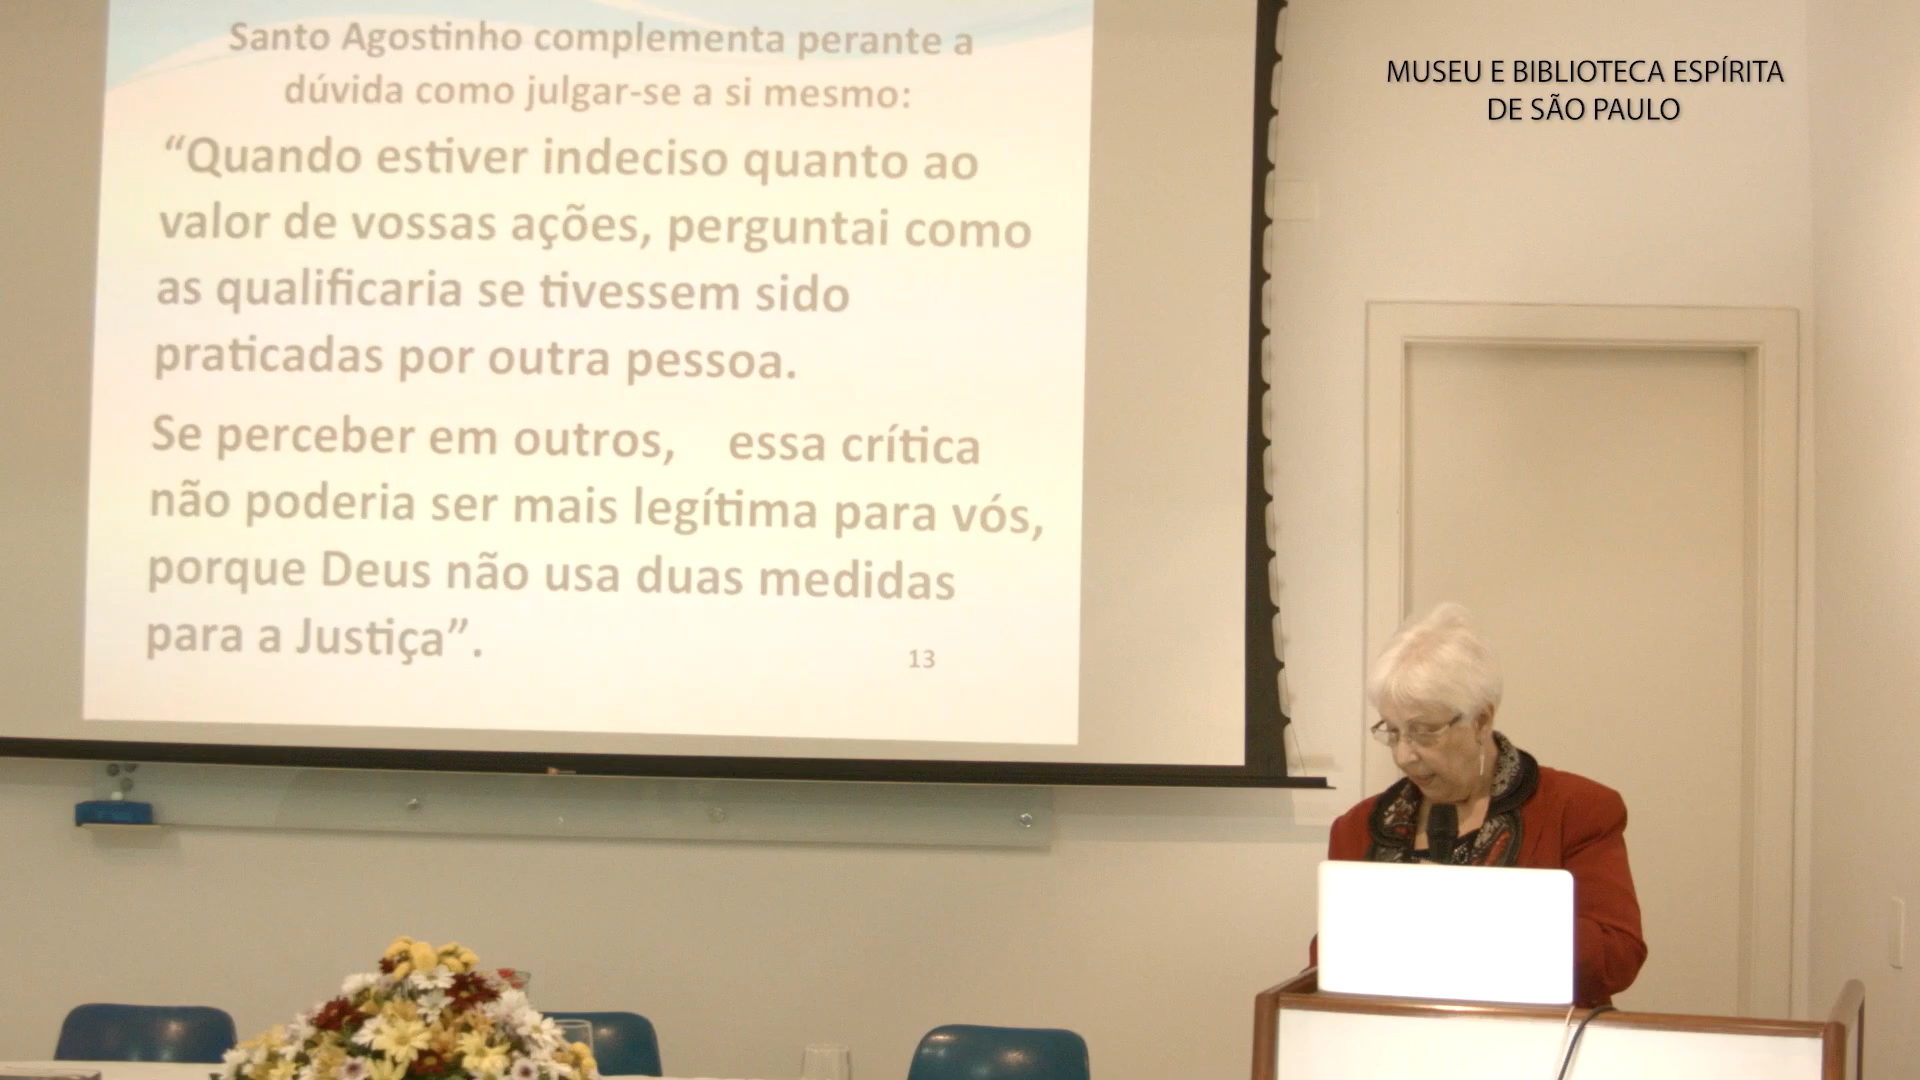 Santo Agostinho complementa perante a
dúvida como julgar-se a si mesmo:
“Quando estiver indeciso quanto ao
valor de vossas ações, perguntai como
as qualificaria se tivessem sido
praticadas por outra pessoa.
Se perceber em outros, essa crítica
não poderia ser mais legítima para vós,
porque Deus não usa duas medidas
para a Justiça”.
13
MUSEU E BIBLIOTECA ESPÍRITA
DE SÃO PAULO